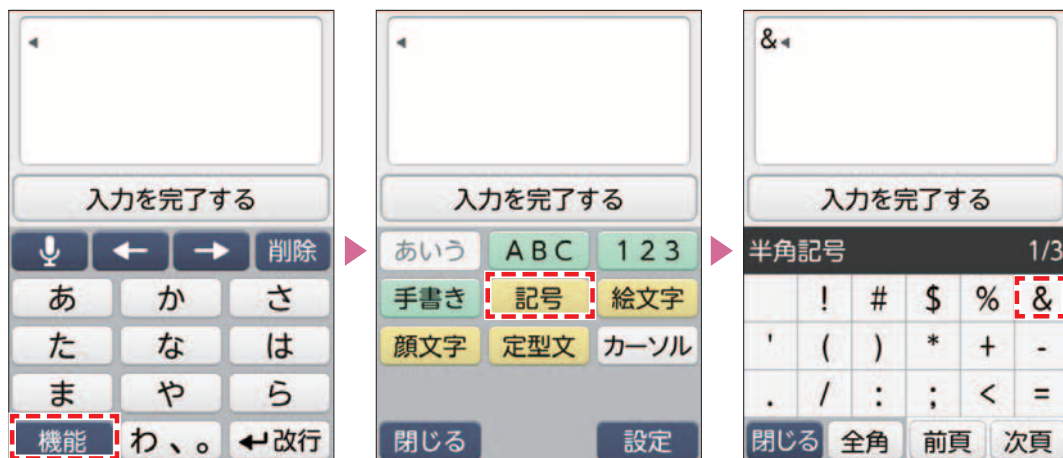 入力を完了する
削除
あ か さ
た な は
ま や ら
機能 わ、。 改行
入力を完了する
あいう ABC 123
手書き 記号 絵文字
顔文字 定型文 カーソル
閉じる 設定
&
入力を完了する
半角記号 1/3
! # $ % &
' ( ) * + -
. / : ; < =
閉じる 全角 前頁 次頁